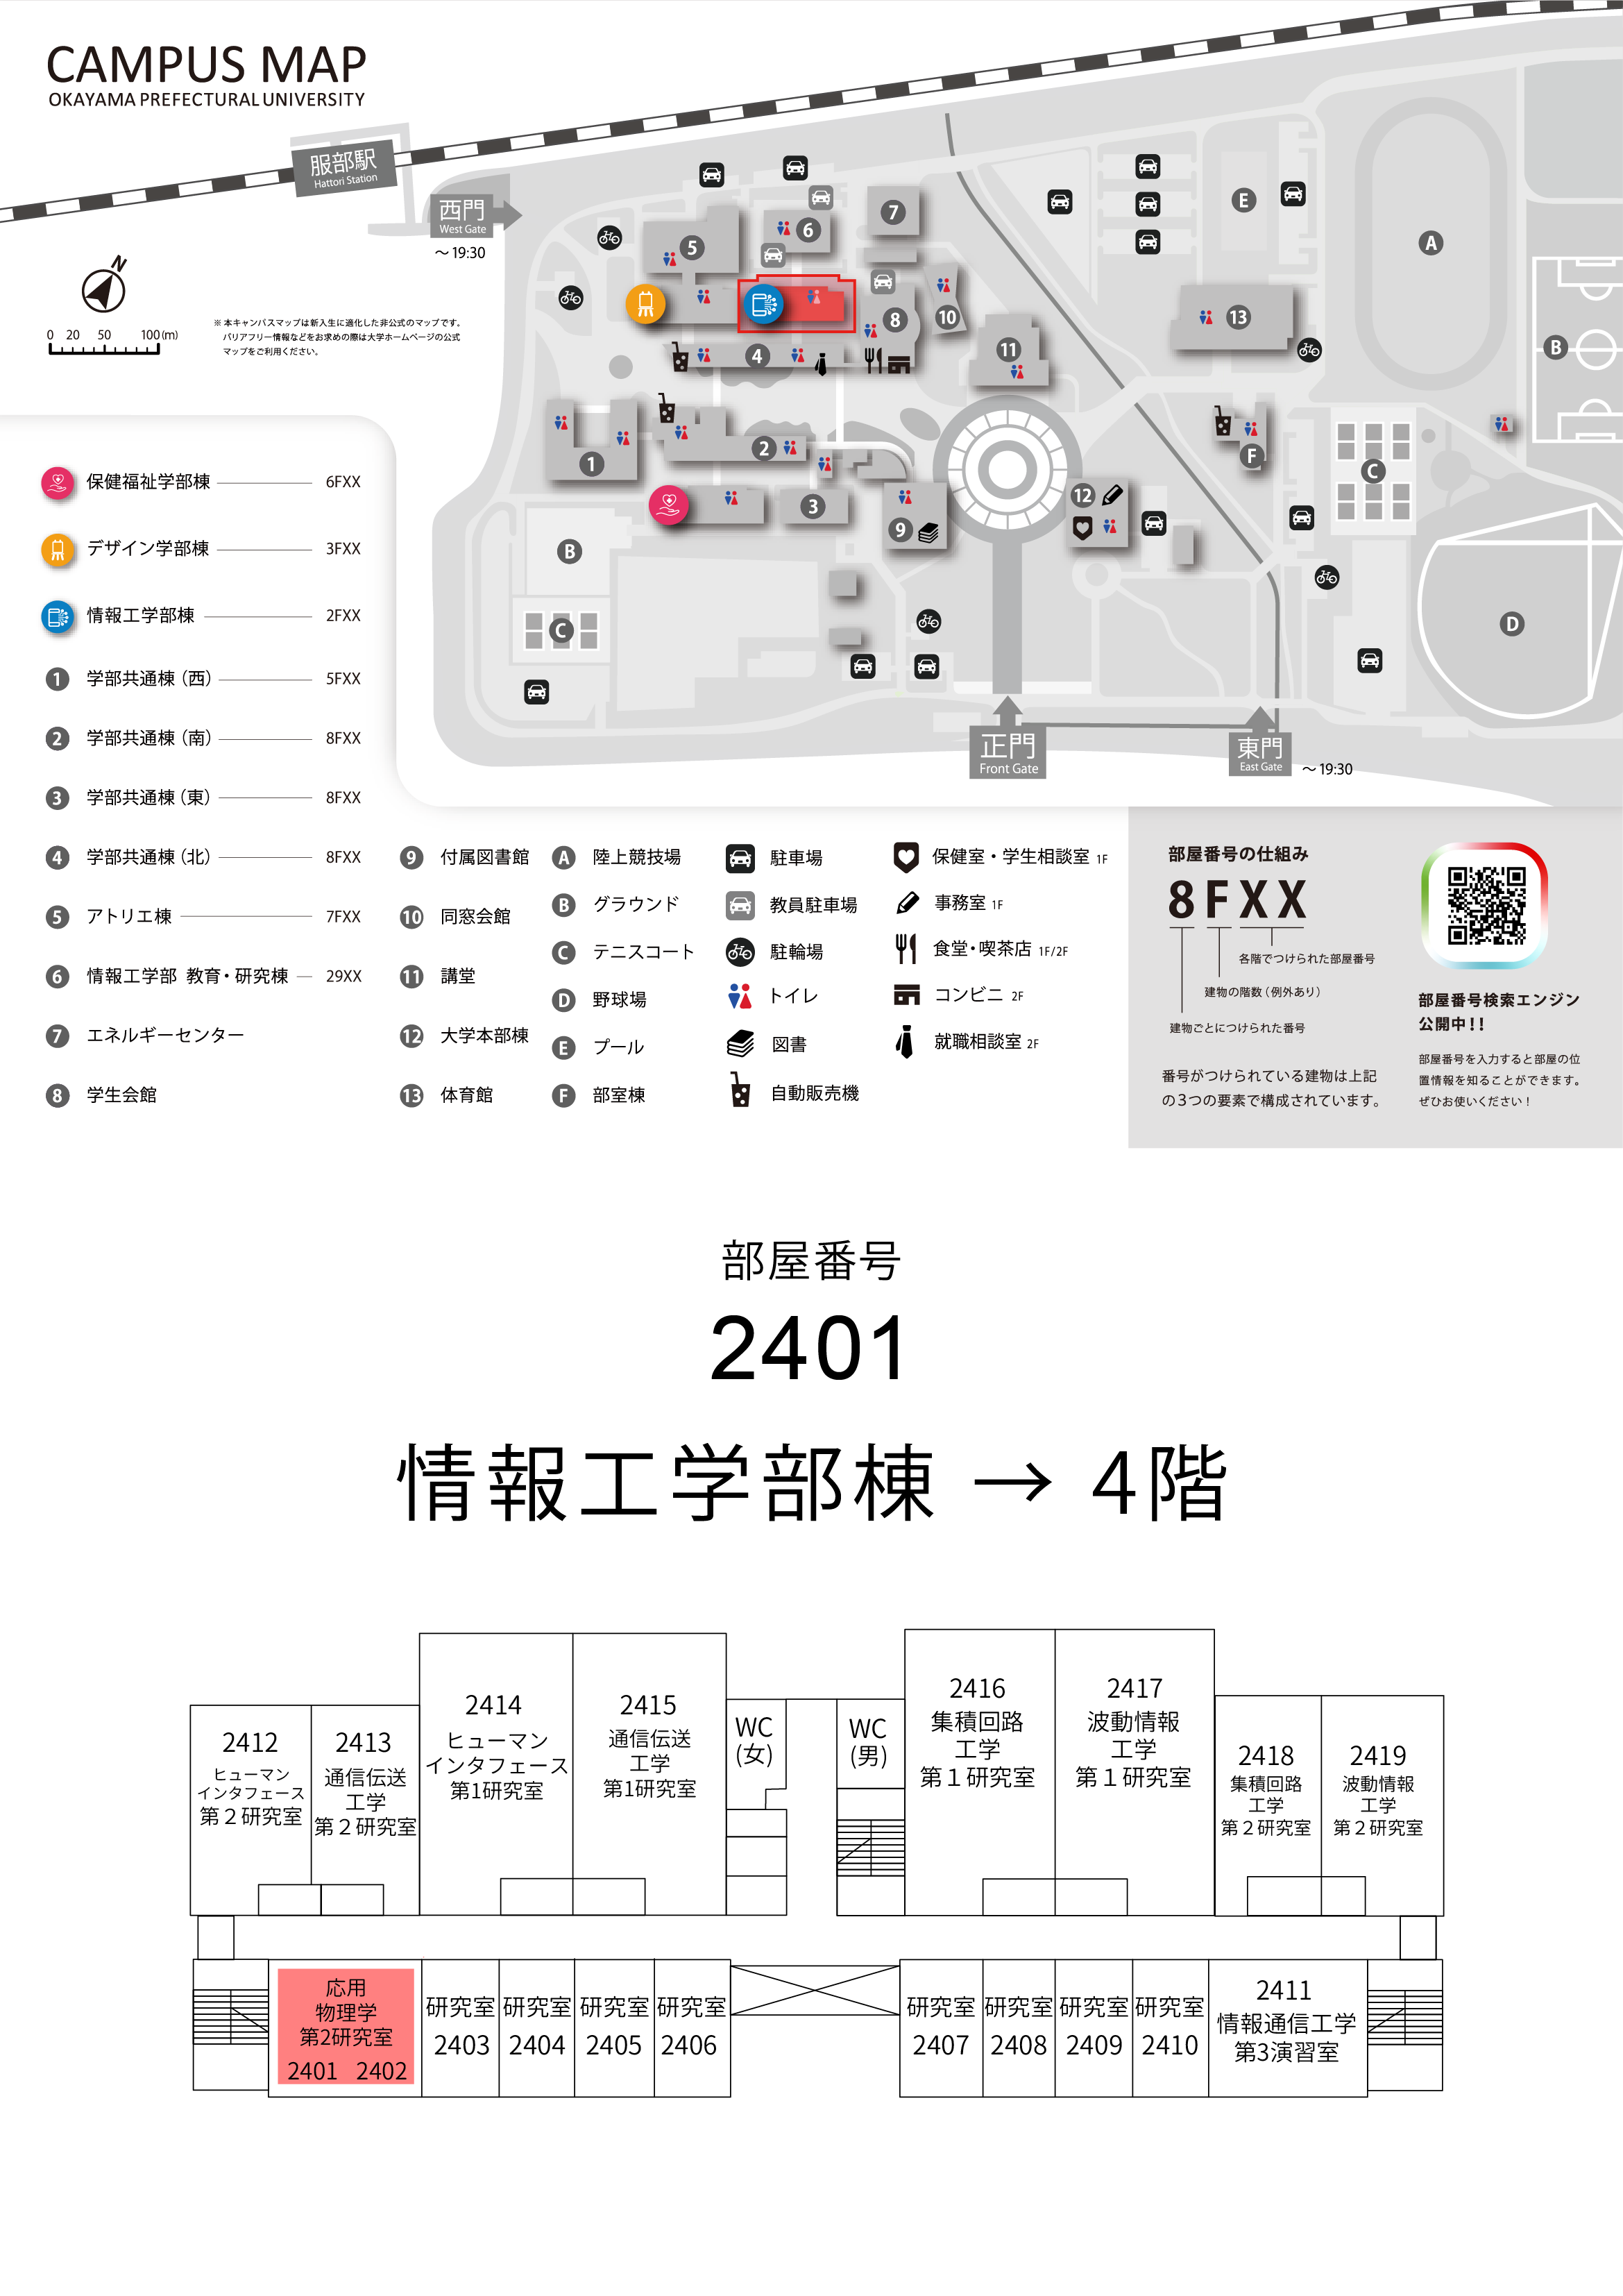 CAMPUS MAP
OKAYAMA PREFECTURAL UNIVERSITY
服部駅
Hattori Station
西門
West Gate
～19:30
N
0 20 50 100(m)
※本キャンパスマップは新入生に適化した非公式のマップです。
バリアフリー情報などをお求めの際は大学ホームページの公式
マップをご利用ください。
7
6
5
E
A
8
10
13
4
11
B
1
2
F
C
3
9
12
B
C
D
正門
Front Gate
東門
East Gate
～19:30
保健福祉学部棟 6FXX
デザイン学部棟 3FXX
情報工学部棟 2FXX
1 学部共通棟（西） 5FXX
2 学部共通棟（南） 8FXX
3 学部共通棟（東） 8FXX
4 学部共通棟（北） 8FXX
5 アトリエ棟 7FXX
6 情報工学部 教育・研究棟 29XX
7 エネルギーセンター
8 学生会館
9 付属図書館
10 同窓会館
11 講堂
12 大学本部棟
13 体育館
A 陸上競技場
B グラウンド
C テニスコート
D 野球場
E プール
F 部室棟
駐車場
教員駐車場
駐輪場
トイレ
図書
自動販売機
保健室・学生相談室 1F
事務室 1F
食堂・喫茶店 1F/2F
コンビニ 2F
就職相談室 2F
部屋番号の仕組み
8FXX
各階でつけられた部屋番号
建物の階数（例外あり）
建物ごとにつけられた番号
番号がつけられている建物は上記
の3つの要素で構成されています。
部屋番号検索エンジン
公開中!!
部屋番号を入力すると部屋の位
置情報を知ることができます。
ぜひお使いください！
部屋番号
2401
情報工学部棟 → 4階
2412
ヒューマン
インタフェース
第２研究室
2413
通信伝送
工学
第２研究室
2414
ヒューマン
インタフェース
第1研究室
2415
通信伝送
工学
第1研究室
WC
(女)
WC
(男)
2416
集積回路
工学
第１研究室
2417
波動情報
工学
第１研究室
2418
集積回路
工学
第２研究室
2419
波動情報
工学
第２研究室
応用
物理学
第2研究室
2401 2402
研究室
2403
研究室
2404
研究室
2405
研究室
2406
研究室
2407
研究室
2408
研究室
2409
研究室
2410
2411
情報通信工学
第3演習室